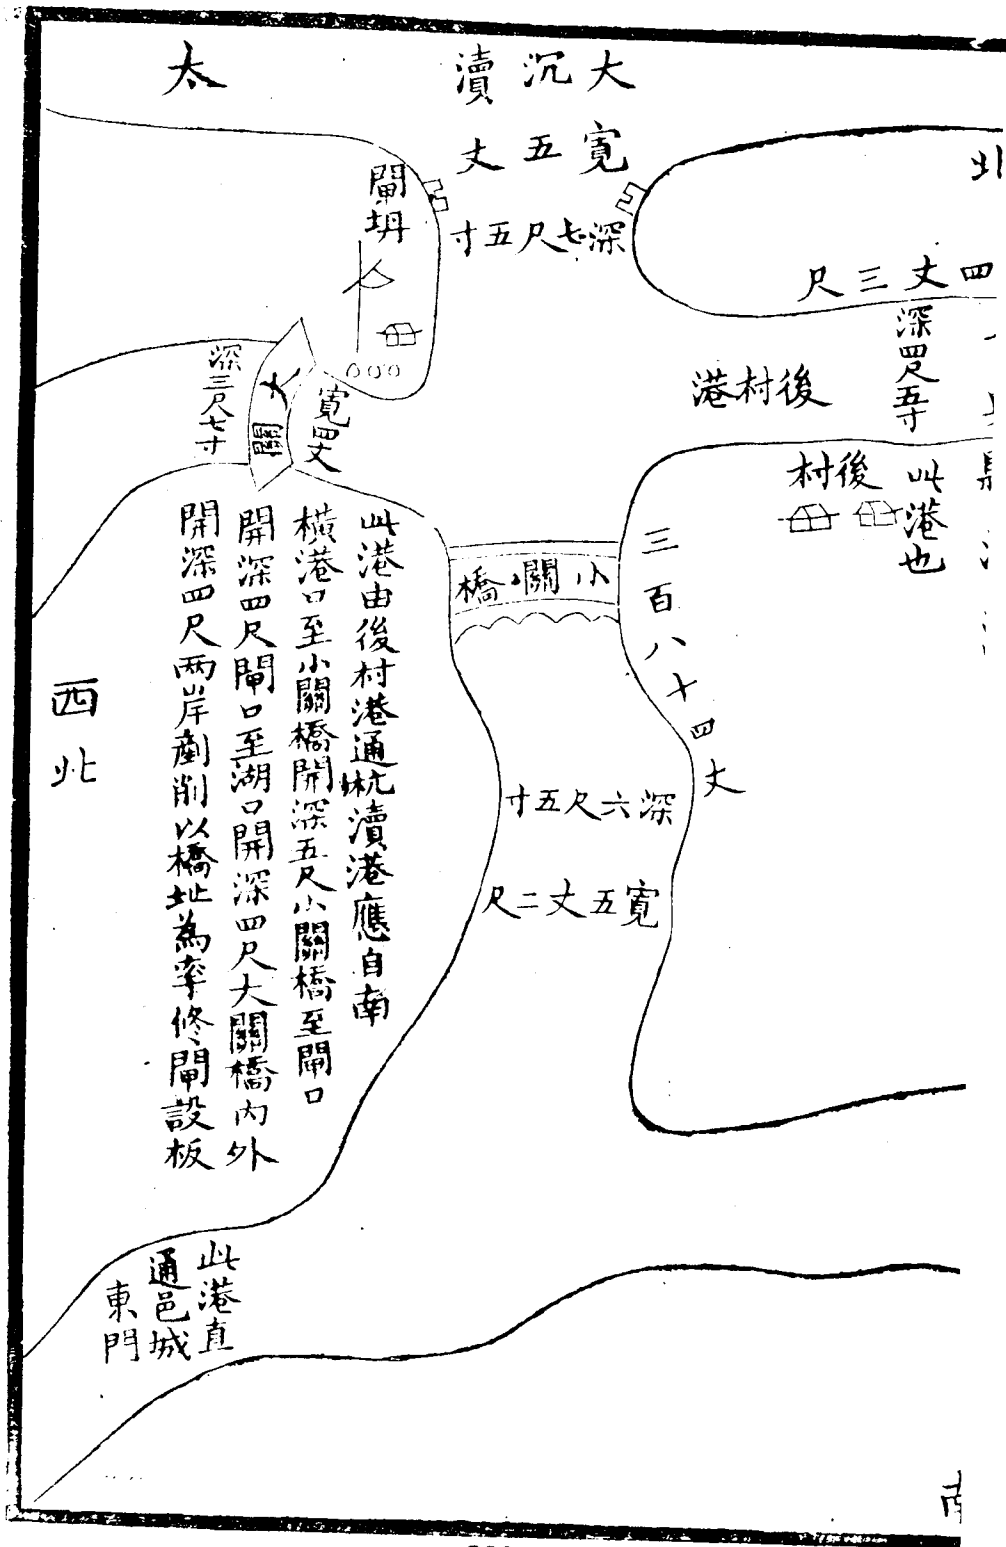 北
大沉瀆
寬五丈
深七尺五寸
太
四丈三尺
深四尺五寸
後村港
此港也
後村
閘坍
寬四丈
大關
深三尺七寸
小關橋
三百八十四丈
深六尺五寸
寬五丈二尺
此港由後村港通坑瀆港應自南
橫港口至小關橋開深五尺小關橋至閘口
開深四尺閘口至湖口開深四尺大關橋內外
開深四尺两岸剷削以橋址為率修閘設板
西北
此港直
通邑城
東門